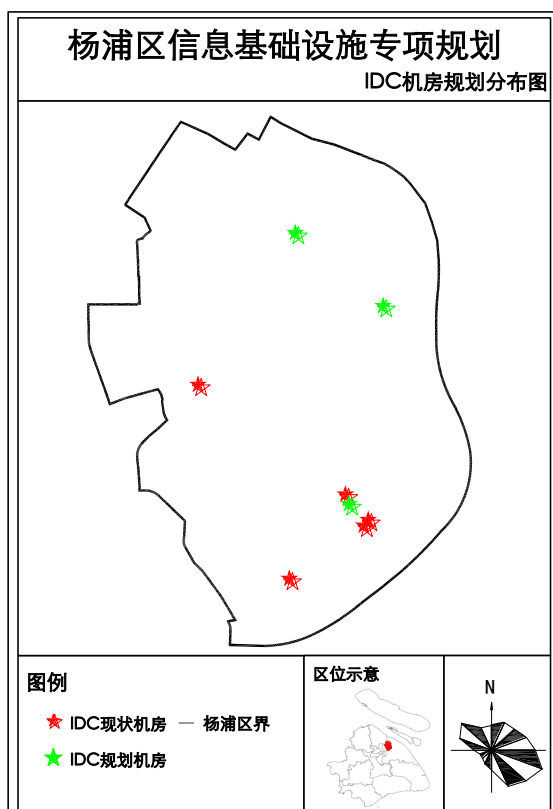 杨浦区信息基础设施专项规划
IDC机房规划分布图
图例
IDC现状机房 — 杨浦区界
IDC规划机房
区位示意
N